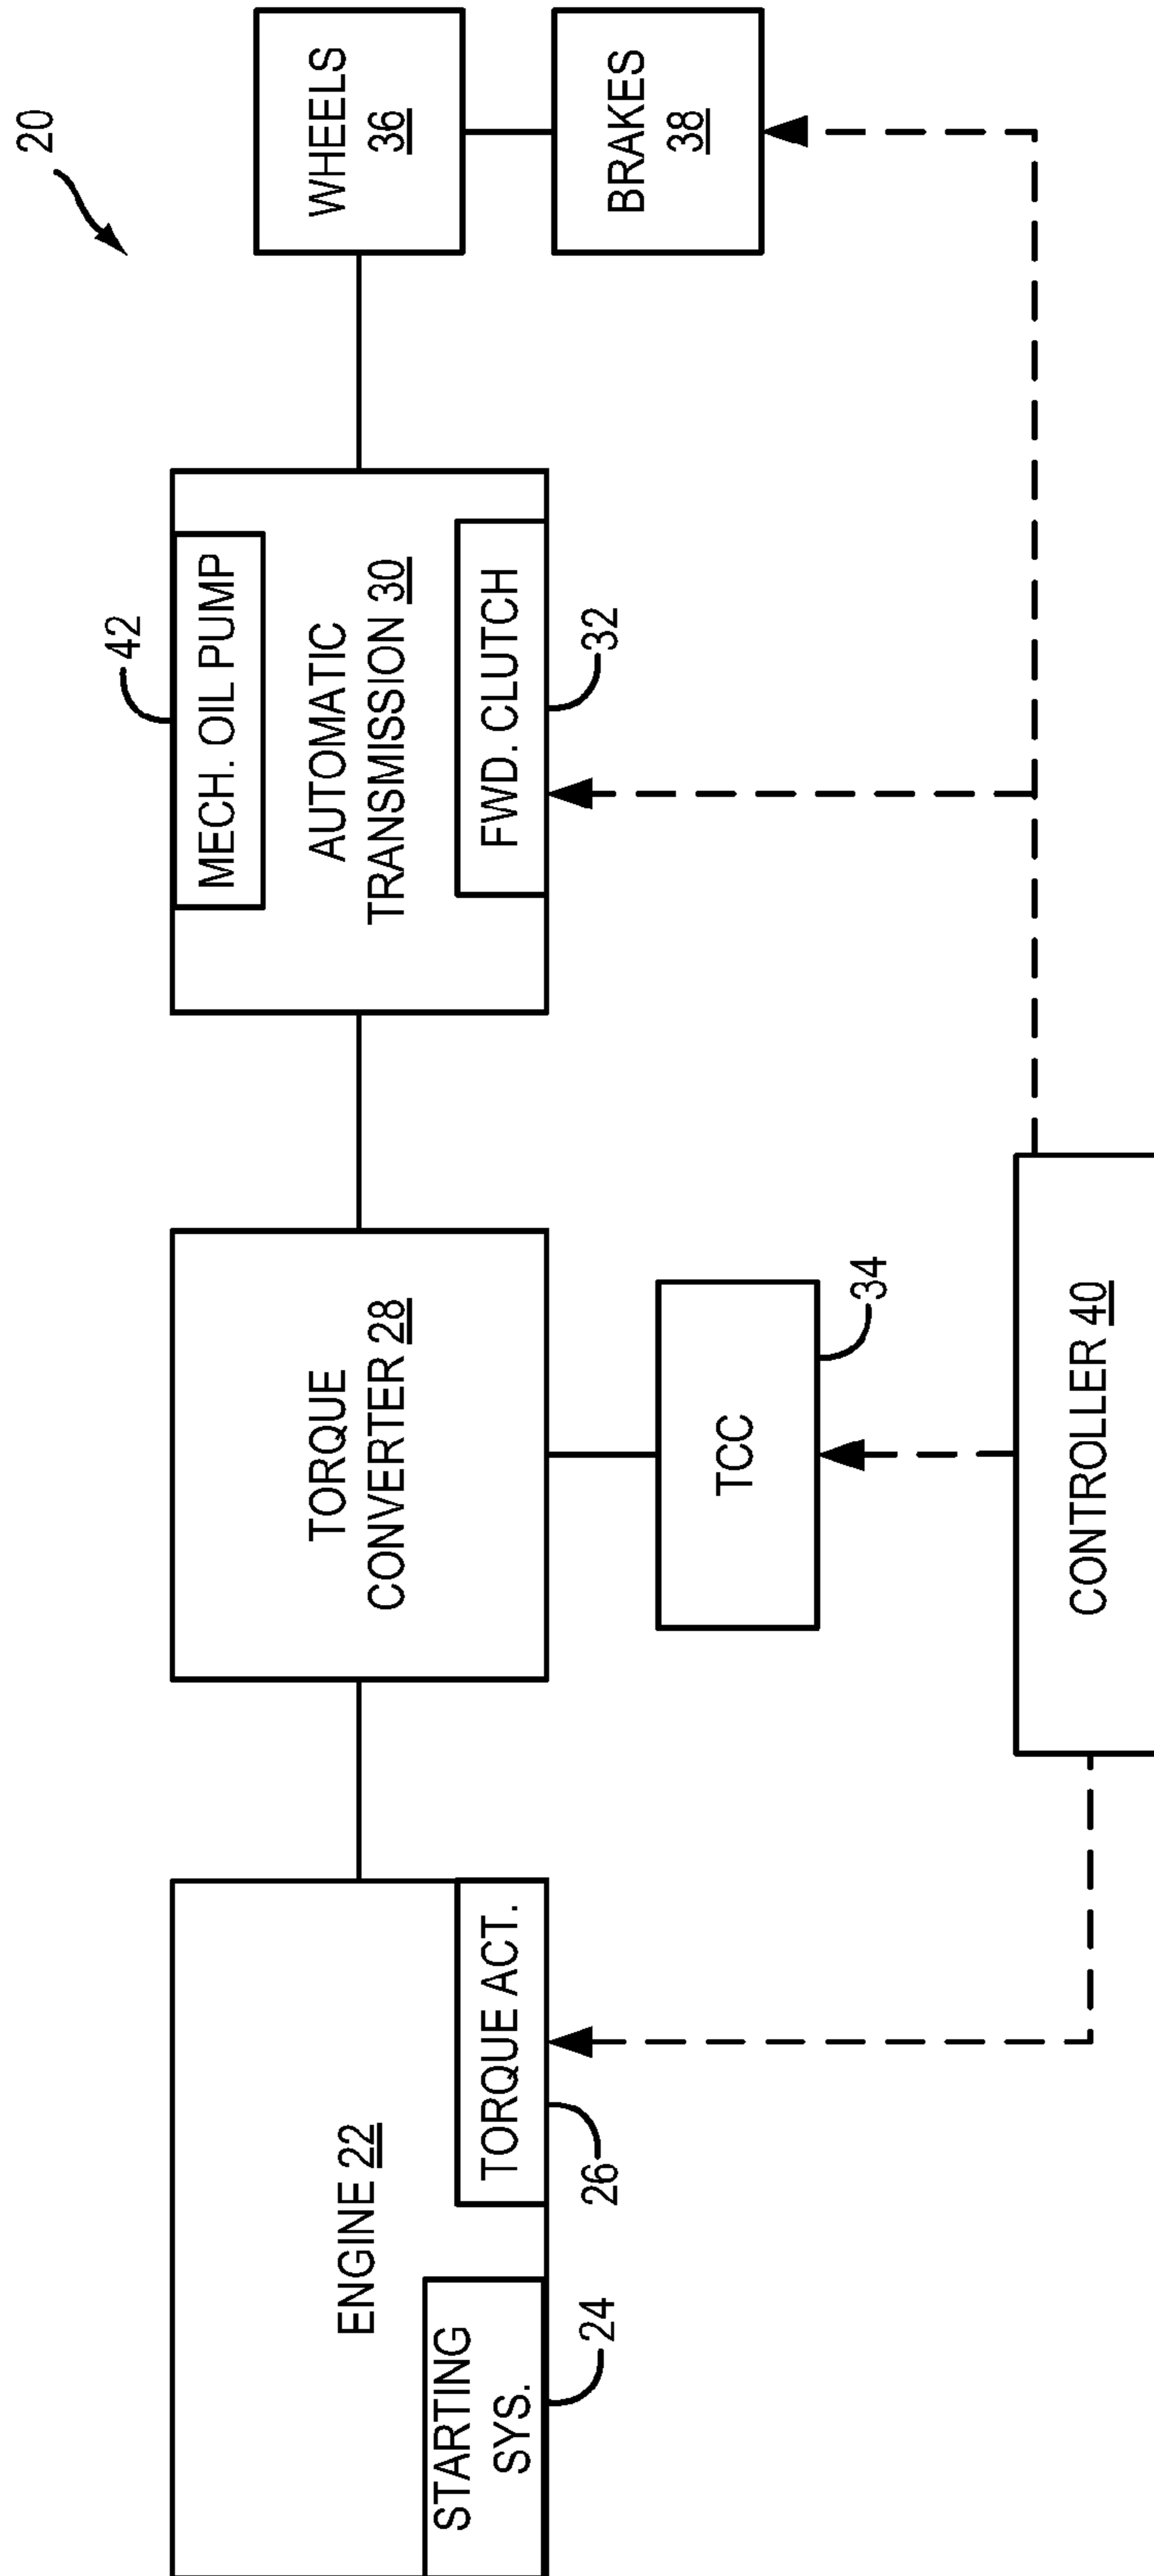 20
42
MECH. OIL PUMP
ENGINE 22
TORQUE
CONVERTER 28
AUTOMATIC
TRANSMISSION 30
WHEELS
36
STARTING
SYS.
TORQUE ACT.
FWD. CLUTCH
24
26
32
TCC
34
BRAKES
38
CONTROLLER 40